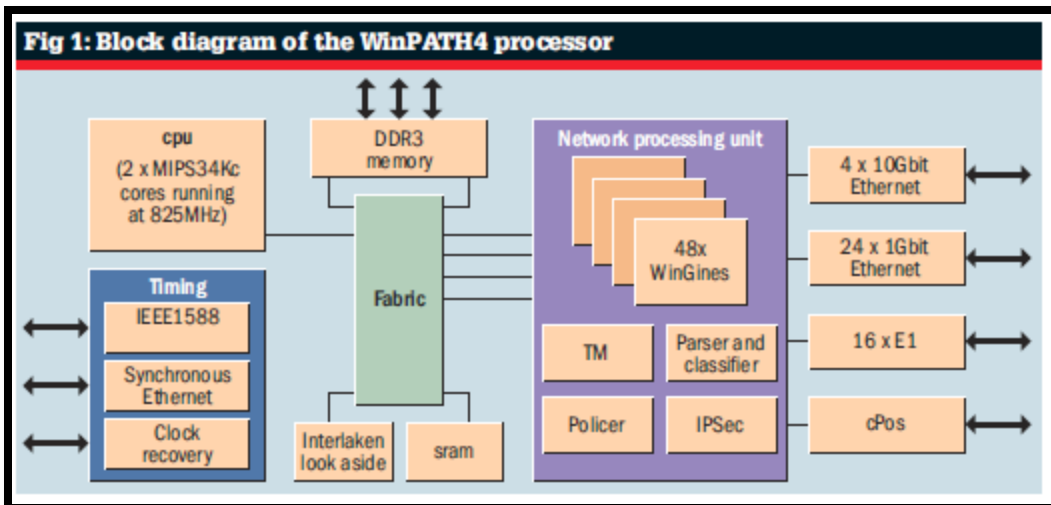 Fig 1: Block diagram of the WinPATH4 processor
cpu
(2 x MIPS34Kc
cores running
at 825MHz)
DDR3
memory
Network processing unit
48x
WinGines
4 x 10Gbit
Ethernet
24 x 1Gbit
Ethernet
Timing
IEEE1588
Synchronous
Ethernet
Clock
recovery
Fabric
TM
Parser and
classifier
16 x E1
Policer
IPSec
cPos
Interlaken
look aside
sram